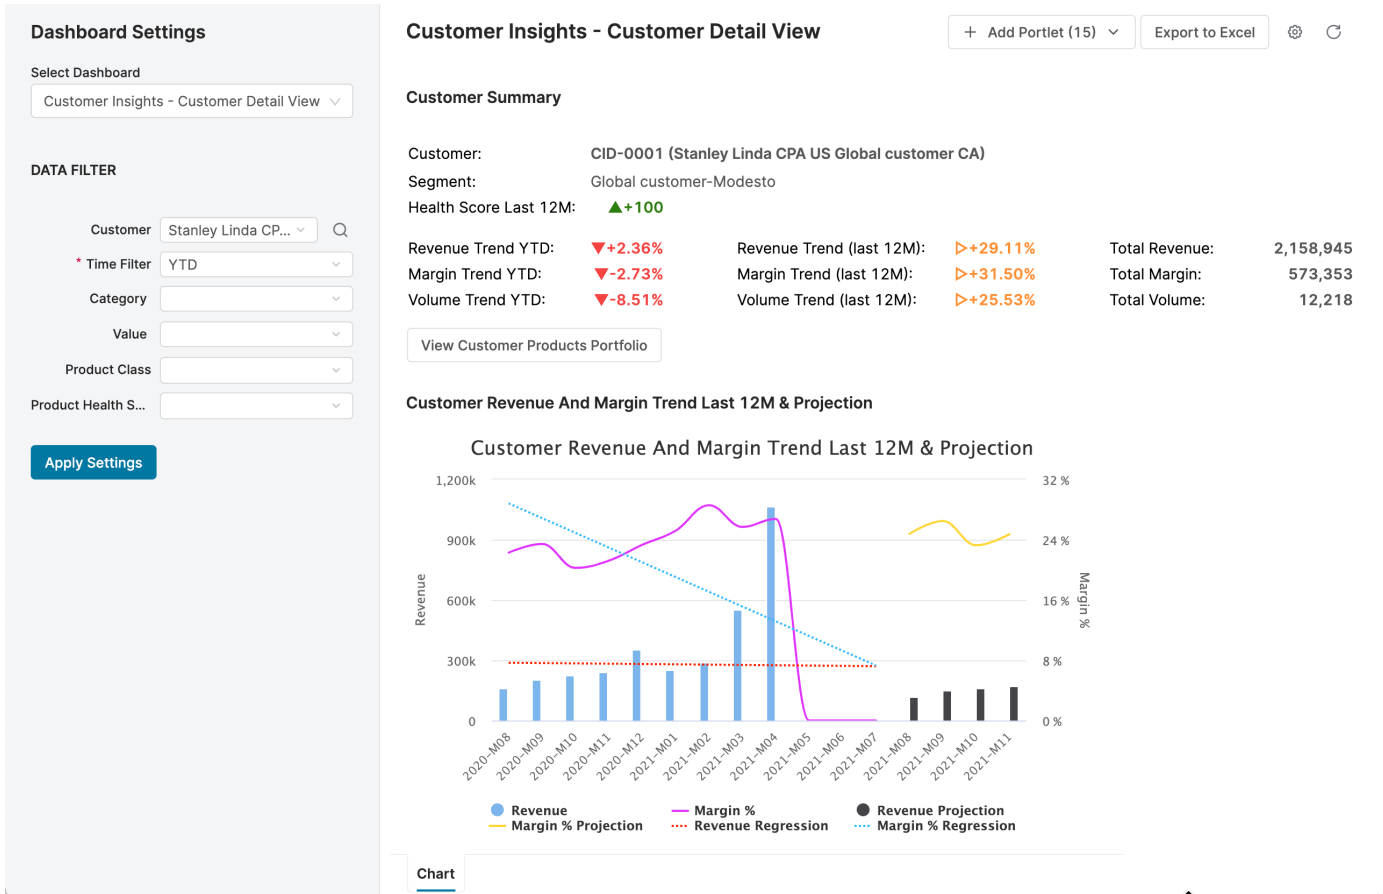 Dashboard Settings
Select Dashboard
Customer Insights - Customer Detail View
DATA FILTER
Customer Stanley Linda CP...
* Time Filter YTD
Category
Value
Product Class
Product Health S...
Apply Settings
Customer Insights - Customer Detail View
+ Add Portlet (15)
Export to Excel
Customer Summary
Customer: CID-0001 (Stanley Linda CPA US Global customer CA)
Segment: Global customer-Modesto
Health Score Last 12M: ▲+100
Revenue Trend YTD: ▼+2.36% Revenue Trend (last 12M): ▷+29.11% Total Revenue: 2,158,945
Margin Trend YTD: ▼-2.73% Margin Trend (last 12M): ▷+31.50% Total Margin: 573,353
Volume Trend YTD: ▼-8.51% Volume Trend (last 12M): ▷+25.53% Total Volume: 12,218
View Customer Products Portfolio
Customer Revenue And Margin Trend Last 12M & Projection
Customer Revenue And Margin Trend Last 12M & Projection
1,200k 32 %
900k 24 %
600k 16 %
300k 8 %
0 0 %
Revenue
Margin %
2020-M08 2020-M09 2020-M10 2020-M11 2020-M12 2021-M01 2021-M02 2021-M03 2021-M04 2021-M05 2021-M06 2021-M07 2021-M08 2021-M09 2021-M10 2021-M11
Revenue Margin % Revenue Projection
Margin % Projection Revenue Regression Margin % Regression
Chart